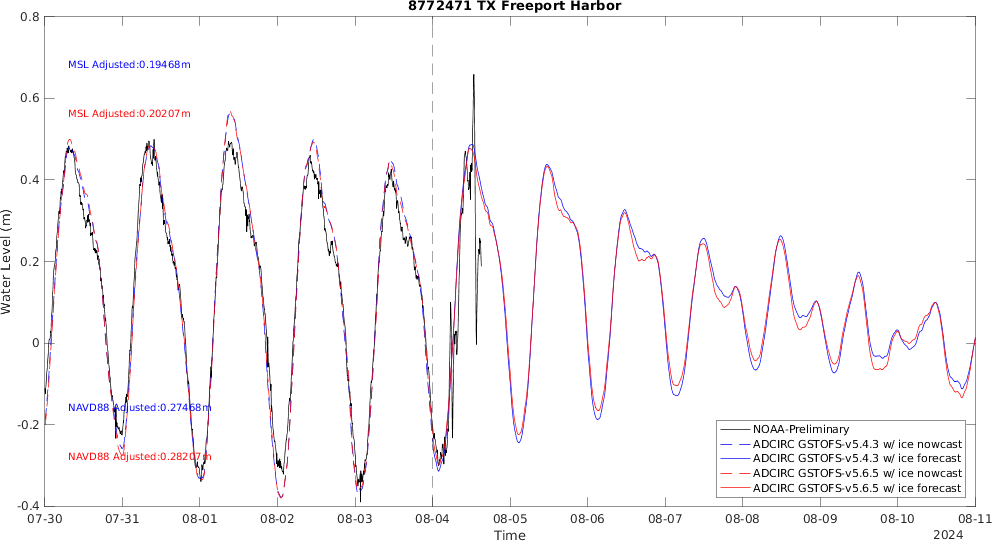 8772471 TX Freeport Harbor
0.8
0.6
0.4
0.2
0
-0.2
-0.4
Water Level (m)
MSL Adjusted:0.19468m
MSL Adjusted:0.20207m
NAVD88 Adjusted:0.27468m
NAVD88 Adjusted:0.28207m
NOAA-Preliminary
ADCIRC GSTOFS-v5.4.3 w/ ice nowcast
ADCIRC GSTOFS-v5.4.3 w/ ice forecast
ADCIRC GSTOFS-v5.6.5 w/ ice nowcast
ADCIRC GSTOFS-v5.6.5 w/ ice forecast
07-30 07-31 08-01 08-02 08-03 08-04 08-05 08-06 08-07 08-08 08-09 08-10 08-11
Time
2024